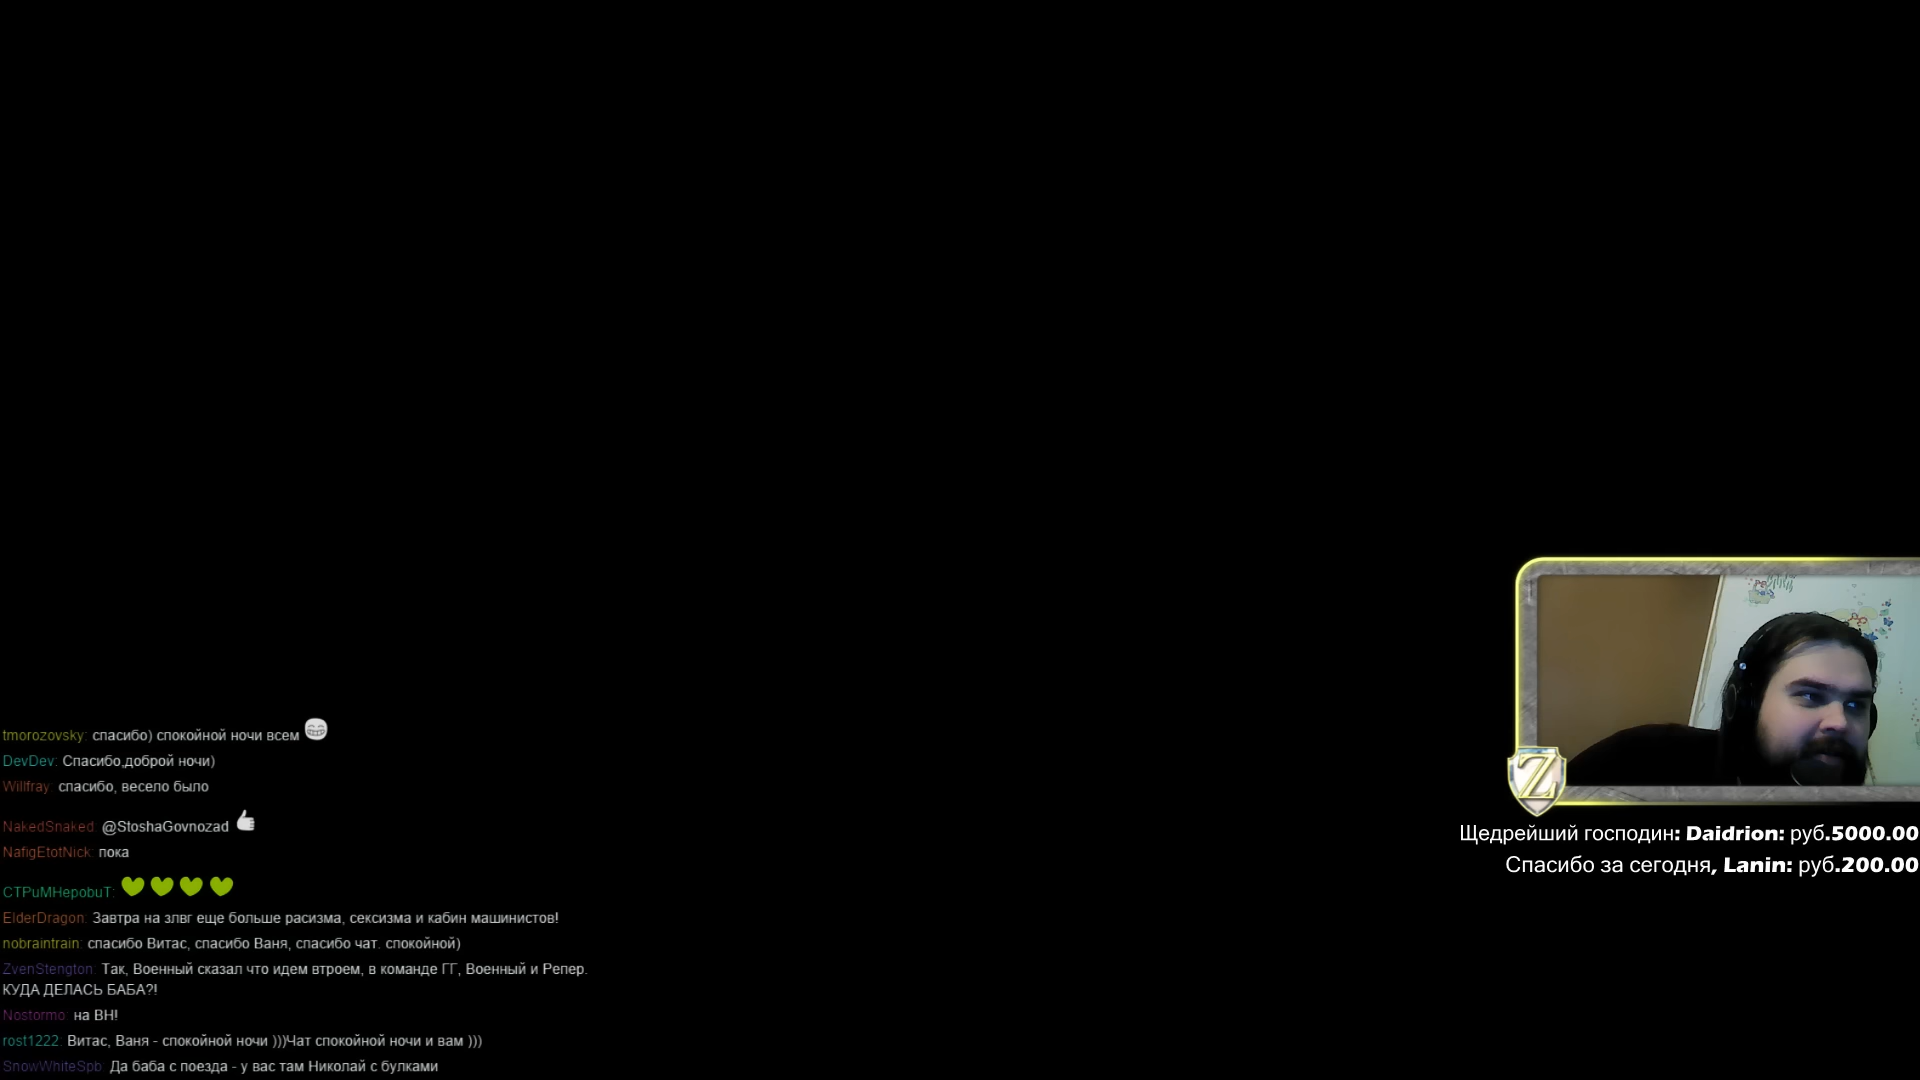 tmorozovsky: спасибо) спокойной ночи всем
DevDev: Спасибо,доброй ночи)
Willfray: спасибо, весело было
NakedSnaked: @StoshaGovnozad
NafigEtotNick: пока
CTPuMHepobuT:
ElderDragon: Завтра на злвг еще больше расизма, сексизма и кабин машинистов!
nobraintrain: спасибо Витас, спасибо Ваня, спасибо чат. спокойной)
ZvenStengton: Так, Военный сказал что идем втроем, в команде ГГ, Военный и Репер.
КУДА ДЕЛАСЬ БАБА?!
Nostormo: на ВН!
rost1222: Витас, Ваня - спокойной ночи )))Чат спокойной ночи и вам )))
SnowWhiteSpb: Да баба с поезда - у вас там Николай с булками
Z
Щедрейший господин: Daidrion: руб.5000.00
Спасибо за сегодня, Lanin: руб.200.00